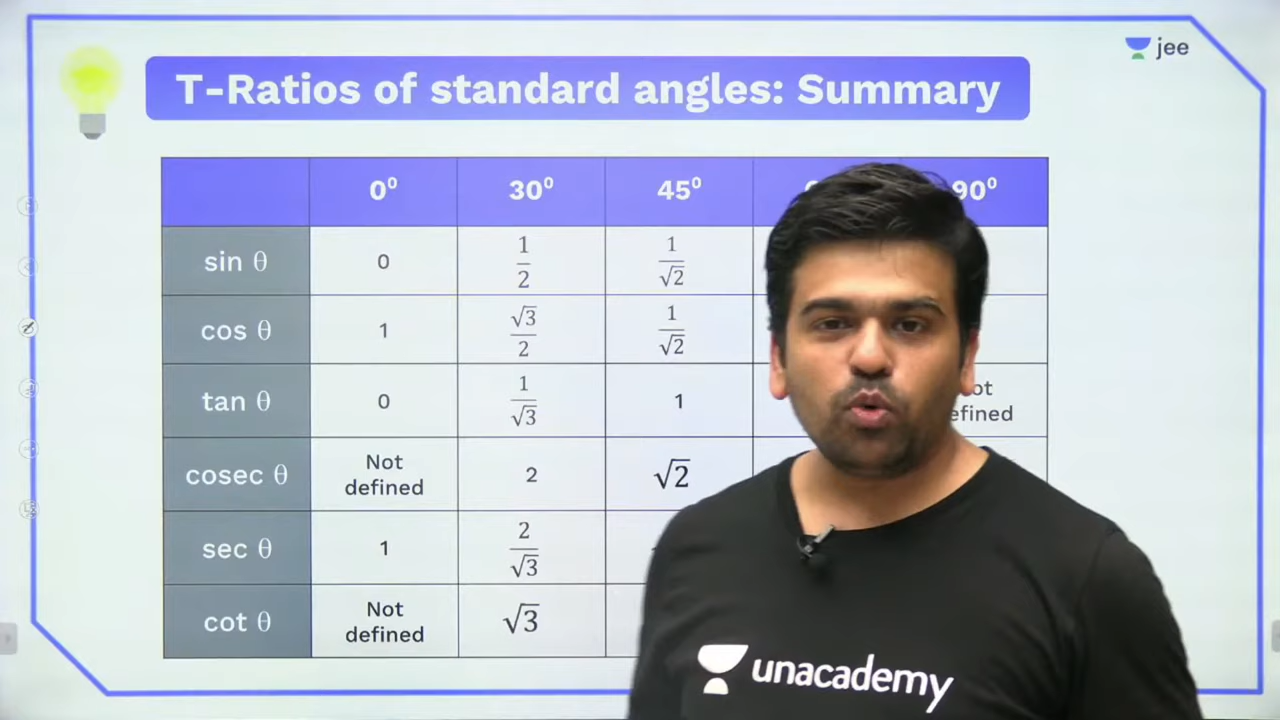 jee
T-Ratios of standard angles: Summary
0⁰ 30⁰ 45⁰ 90⁰
sin θ 0 1/2 1/√2
cos θ 1 √3/2 1/√2
tan θ 0 1/√3 1
cosec θ Not defined 2 √2
sec θ 1 2/√3
cot θ Not defined √3
unacademy